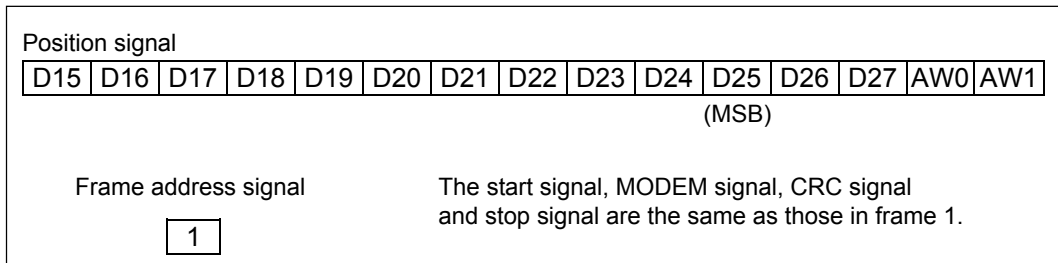 Position signal
D15 D16 D17 D18 D19 D20 D21 D22 D23 D24 D25 D26 D27 AW0 AW1
(MSB)
Frame address signal
1
The start signal, MODEM signal, CRC signal
and stop signal are the same as those in frame 1.